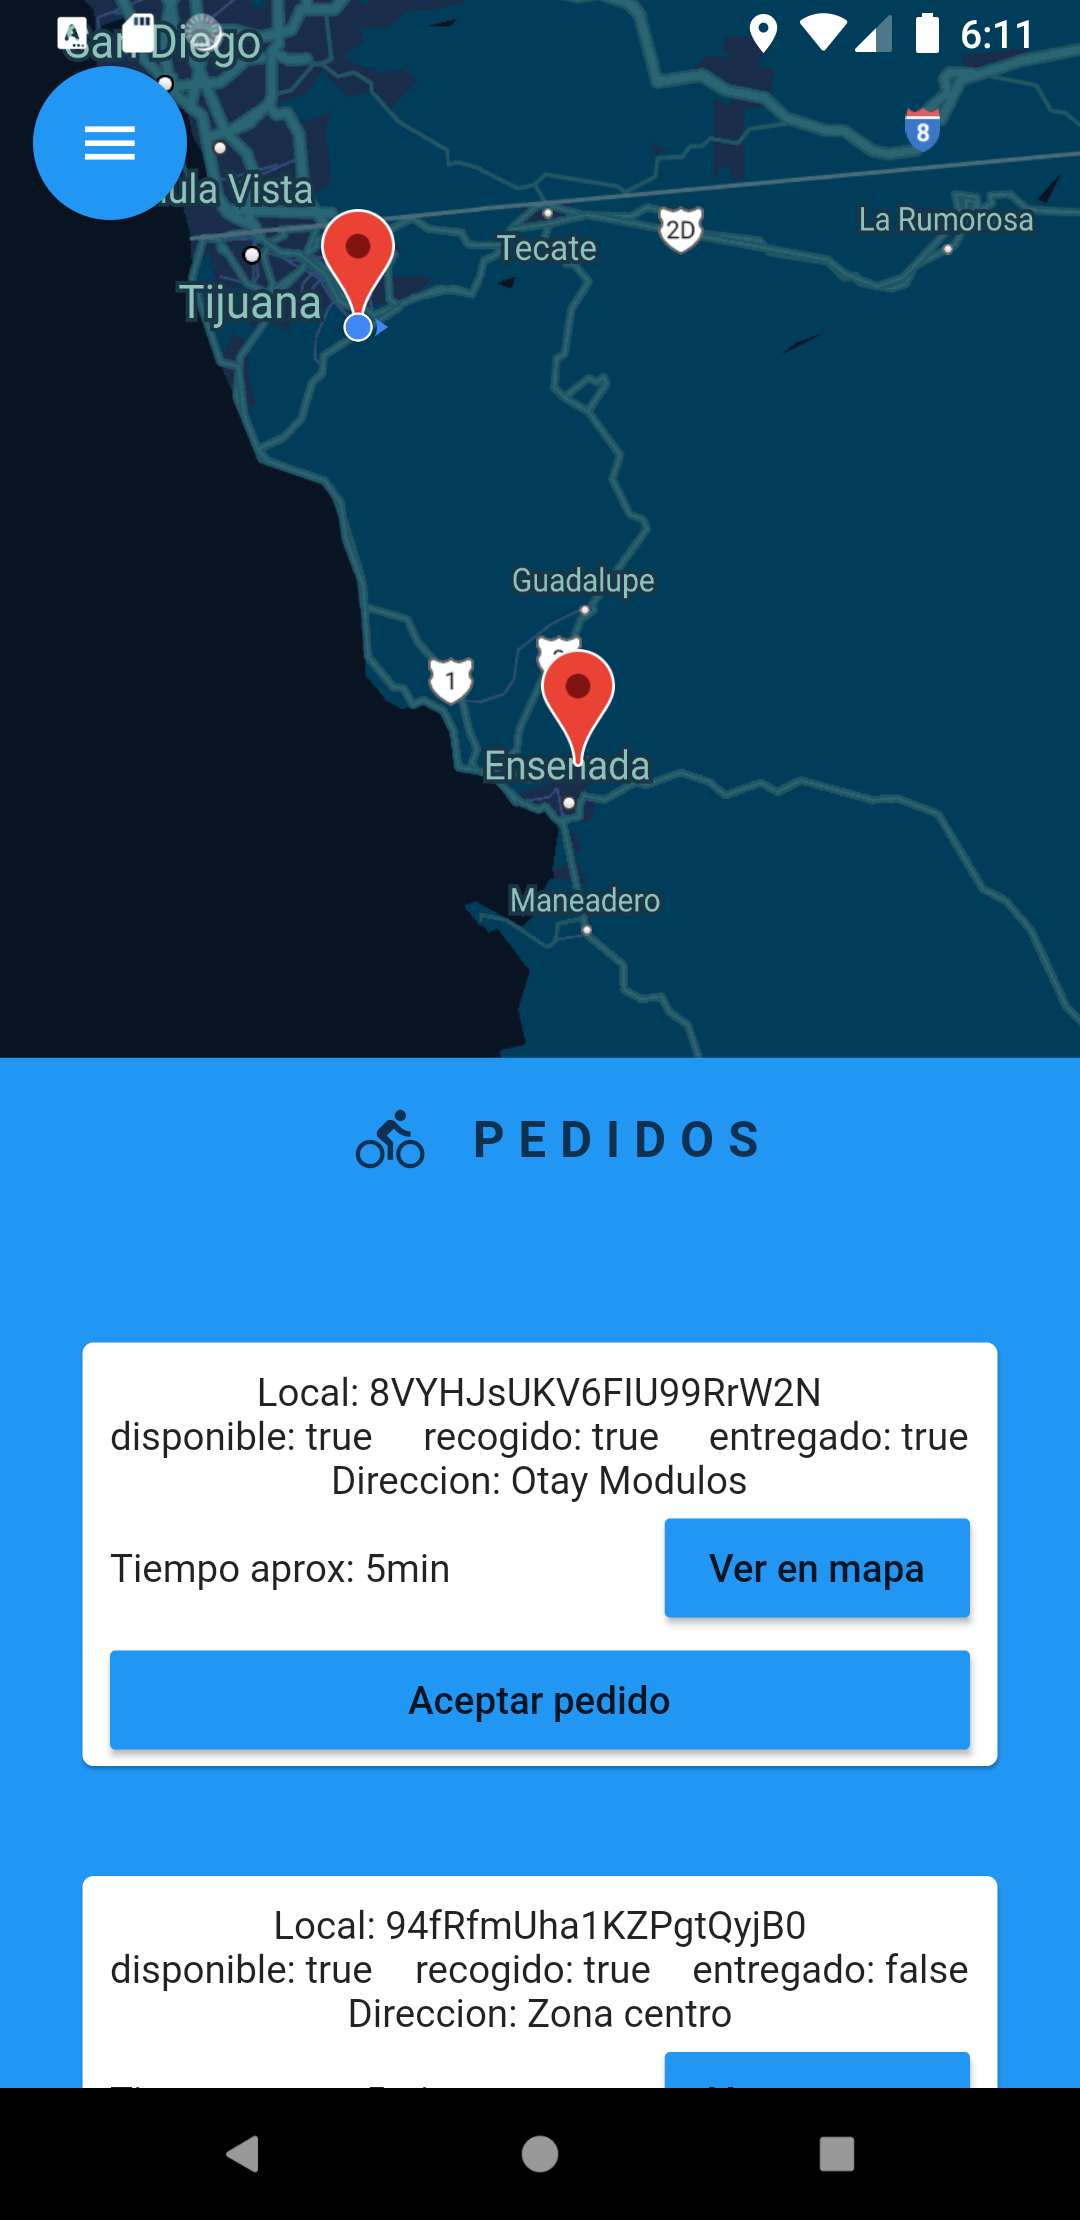 6:11
San Diego
8
ula Vista
La Rumorosa
2D
Tecate
Tijuana
Guadalupe
1
Ensenada
Maneadero
PEDIDOS
Local: 8VYHJsUKV6FIU99RrW2N
disponible: true recogido: true entregado: true
Direccion: Otay Modulos
Tiempo aprox: 5min
Ver en mapa
Aceptar pedido
Local: 94fRfmUha1KZPgtQyjB0
disponible: true recogido: true entregado: false
Direccion: Zona centro